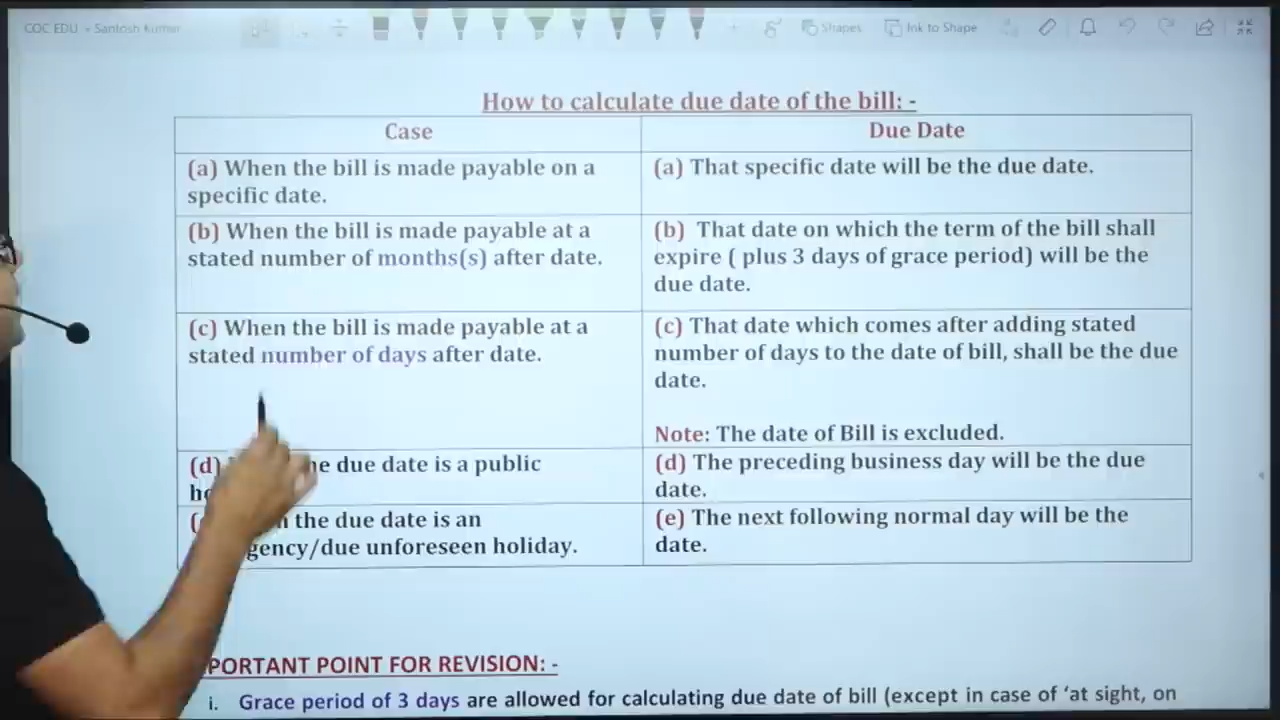 COC EDU - Santosh Kumar
Shapes
Ink to Shape
How to calculate due date of the bill: -
Case
Due Date
(a) When the bill is made payable on a
specific date.
(a) That specific date will be the due date.
(b) When the bill is made payable at a
stated number of months(s) after date.
(b) That date on which the term of the bill shall
expire ( plus 3 days of grace period) will be the
due date.
(c) When the bill is made payable at a
stated number of days after date.
(c) That date which comes after adding stated
number of days to the date of bill, shall be the due
date.
Note: The date of Bill is excluded.
(d) the due date is a public
(d) The preceding business day will be the due
date.
the due date is an
/due unforeseen holiday.
(e) The next following normal day will be the
date.
PORTANT POINT FOR REVISION: -
i. Grace period of 3 days are allowed for calculating due date of bill (except in case of ‘at sight, on